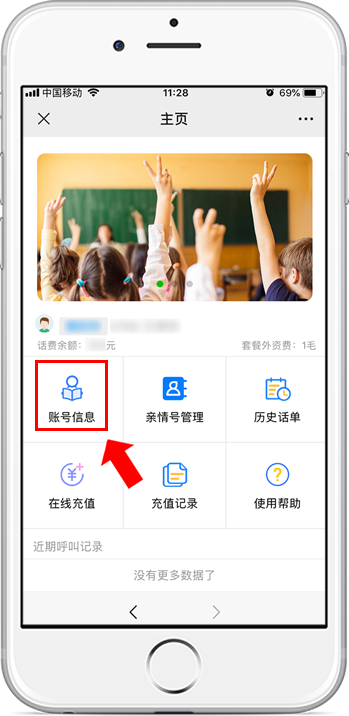 中国移动 11:28 69%
主页
话费余额： 元 套餐外资费：1毛
账号信息 亲情号管理 历史话单
在线充值 充值记录 使用帮助
近期呼叫记录
没有更多数据了